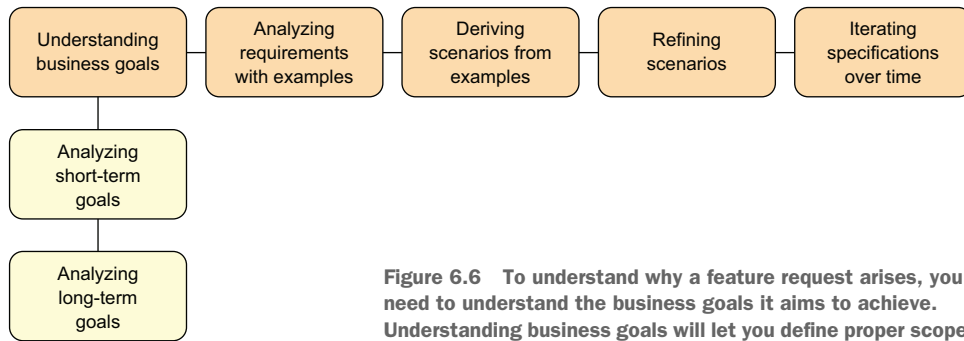 Understanding
business goals
Analyzing
requirements
with examples
Deriving
scenarios from
examples
Refining
scenarios
Iterating
specifications
over time
Analyzing
short-term
goals
Analyzing
long-term
goals
Figure 6.6 To understand why a feature request arises, you
need to understand the business goals it aims to achieve.
Understanding business goals will let you define proper scope.